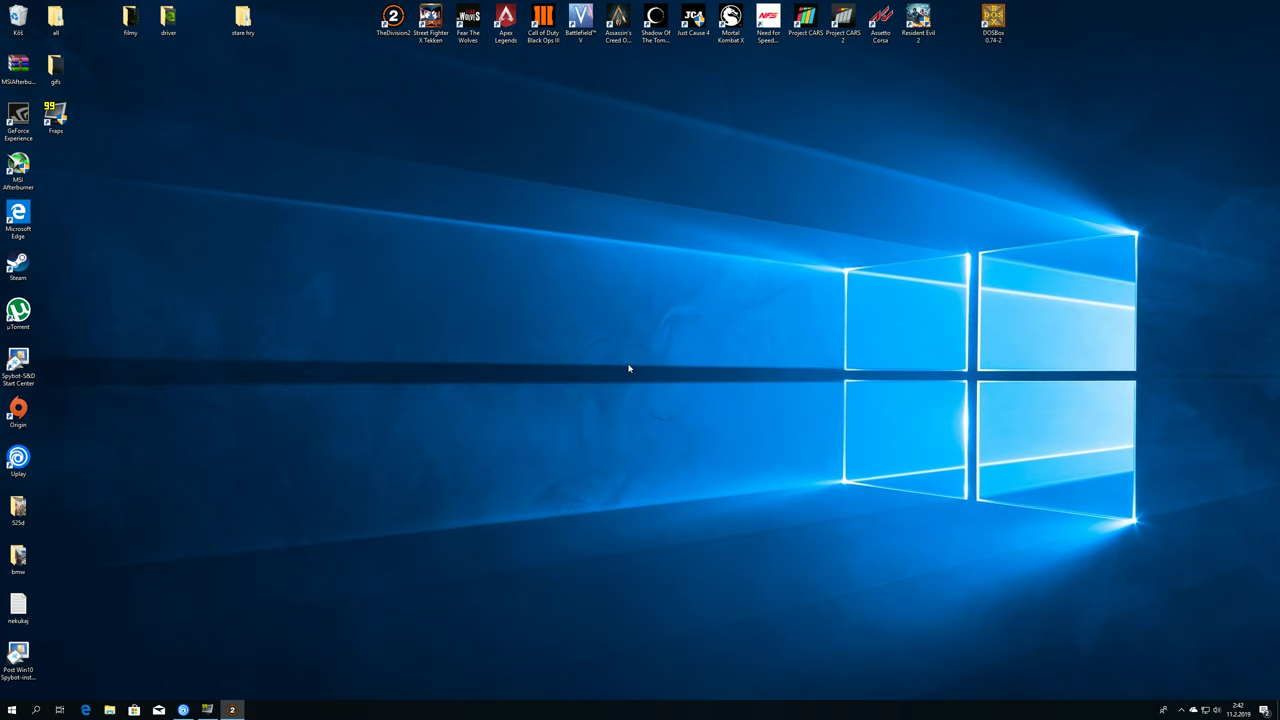 Kôš
all
filmy
driver
stare hry
TheDivision2
Street Fighter
X Tekken
Fear The
Wolves
Apex
Legends
Call of Duty
Black Ops III
Battlefield™
V
Assassin's
Creed O...
Shadow Of
The Tom...
Just Cause 4
Mortal
Kombat X
Need for
Speed...
Project CARS
Project CARS
2
Assetto
Corsa
Resident Evil
2
DOSBox
0.74-2
MSIAfterbu...
gifs
GeForce
Experience
99
Fraps
MSI
Afterburner
Microsoft
Edge
Steam
µTorrent
Spybot-S&D
Start Center
Origin
Uplay
525d
bmw
nekukaj
Post Win10
Spybot-inst...
2:42
11.2.2019